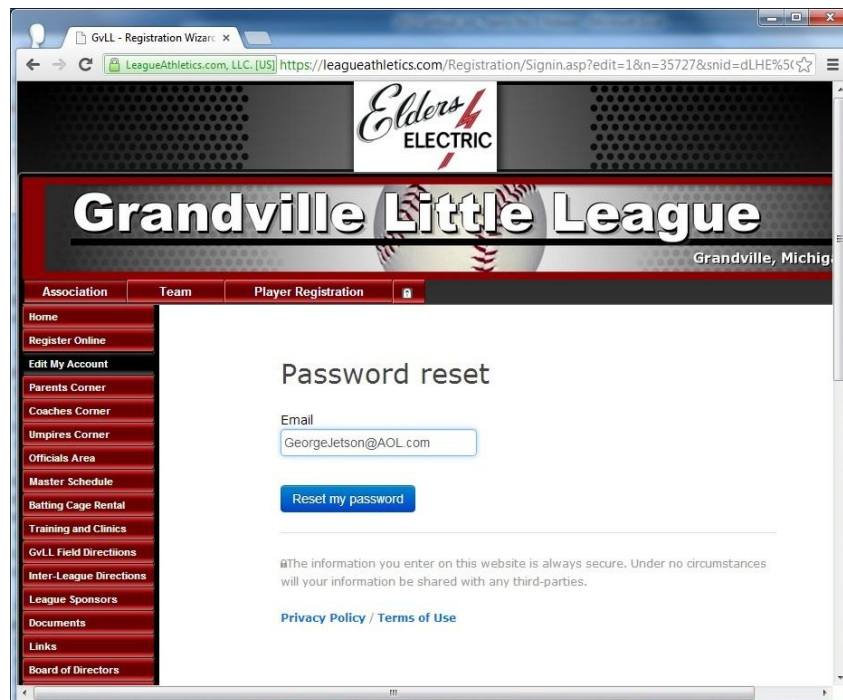 GvLL - Registration Wizarc
LeagueAthletics.com, LLC. [US] https://leagueathletics.com/Registration/Signin.asp?edit=1&n=35727&snid=dLHE%5(
Elders
ELECTRIC
Grandville Little League
Grandville, Michiga
Association Team Player Registration
Home
Register Online
Edit My Account
Parents Corner
Coaches Corner
Umpires Corner
Officials Area
Master Schedule
Batting Cage Rental
Training and Clinics
GvLL Field Directiions
Inter-League Directions
League Sponsors
Documents
Links
Board of Directors
Password reset
Email
GeorgeJetson@AOL.com
Reset my password
The information you enter on this website is always secure. Under no circumstances
will your information be shared with any third-parties.
Privacy Policy / Terms of Use